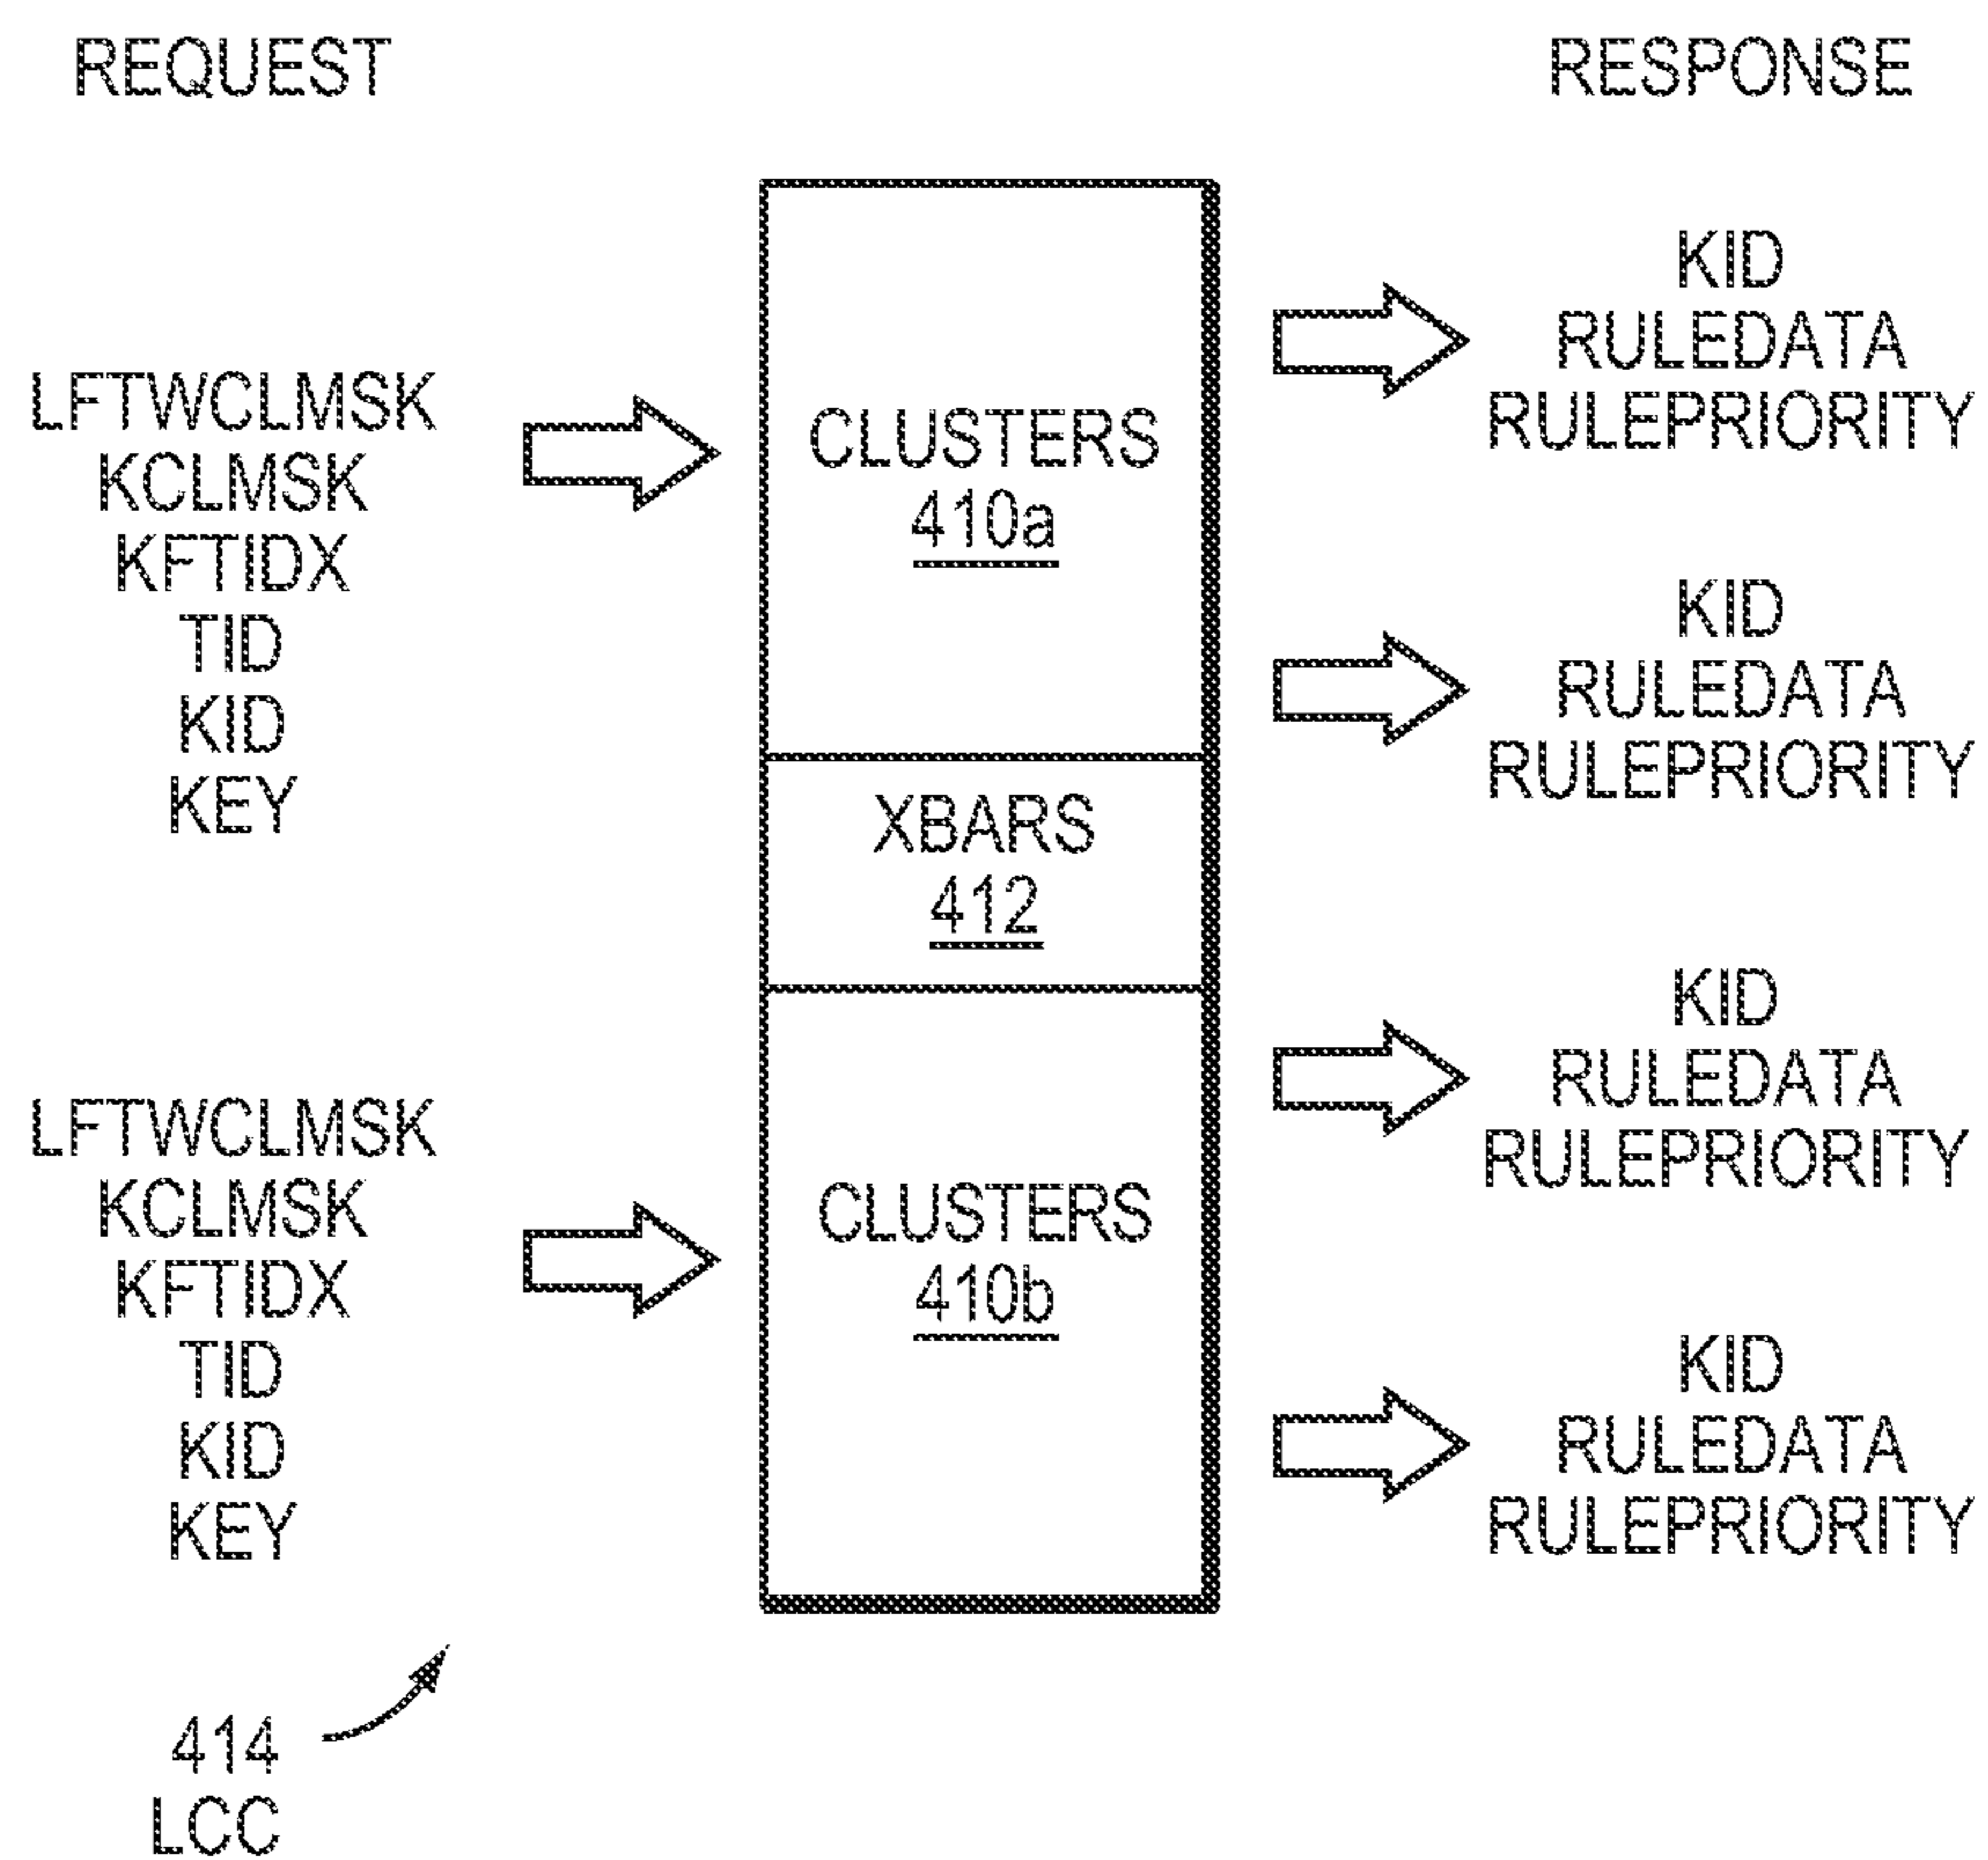 REQUEST
RESPONSE
LFTWCLMSK
KCLMSK
KFTIDX
TID
KID
KEY
CLUSTERS
410a
KID
RULEDATA
RULEPRIORITY
KID
RULEDATA
RULEPRIORITY
XBARS
412
LFTWCLMSK
KCLMSK
KFTIDX
TID
KID
KEY
CLUSTERS
410b
KID
RULEDATA
RULEPRIORITY
KID
RULEDATA
RULEPRIORITY
414
LCC